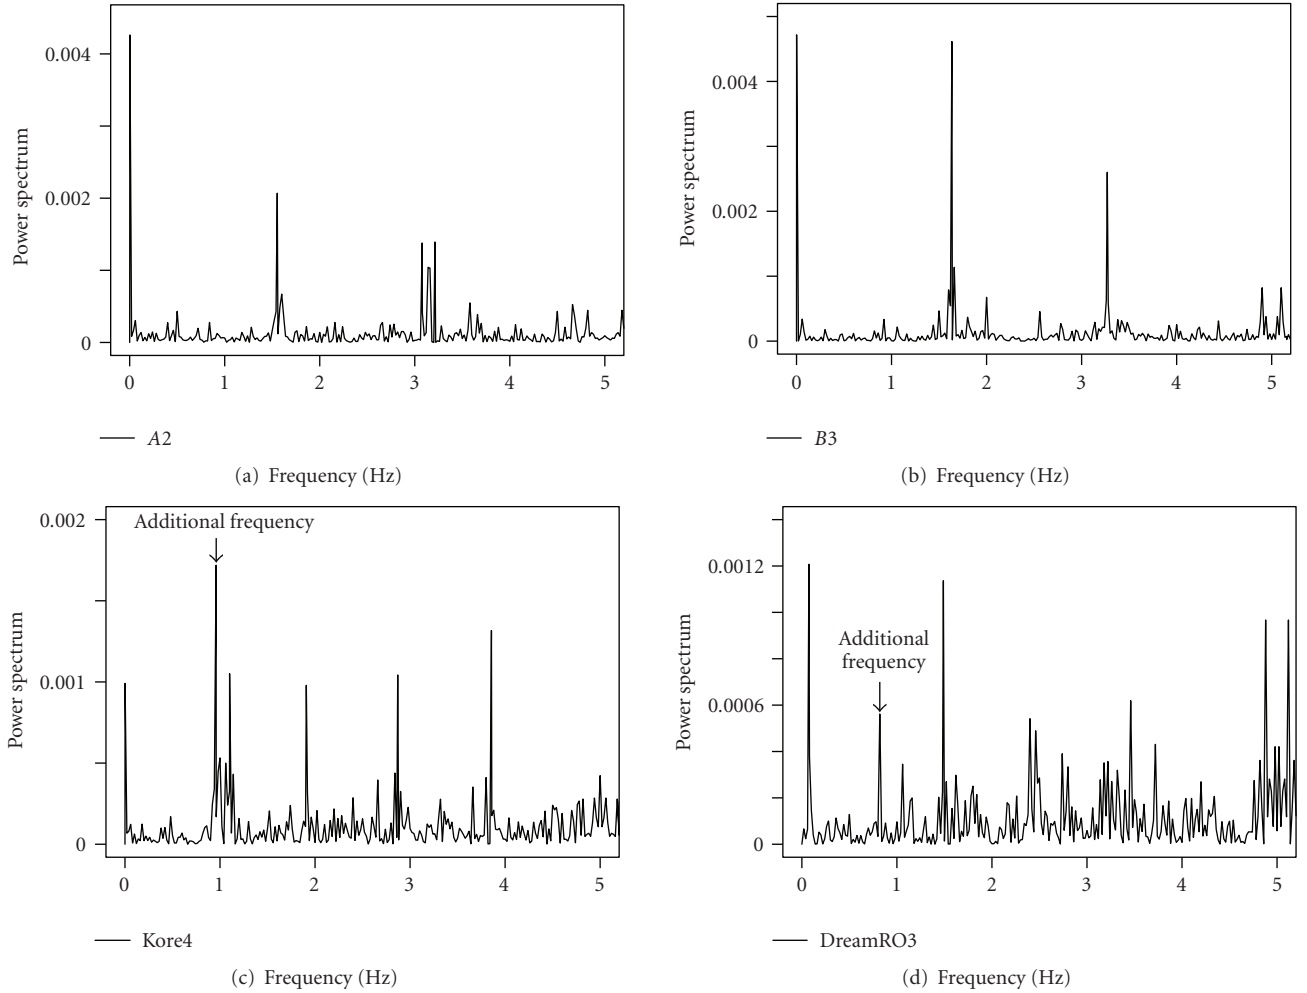 Power spectrum
0.004
0.002
0
0 1 2 3 4 5
A2
(a) Frequency (Hz)
Power spectrum
0.004
0.002
0
0 1 2 3 4 5
B3
(b) Frequency (Hz)
Power spectrum
0.002
0.001
0
Additional frequency
0 1 2 3 4 5
Kore4
(c) Frequency (Hz)
Power spectrum
0.0012
0.0006
0
Additional
frequency
0 1 2 3 4 5
DreamRO3
(d) Frequency (Hz)